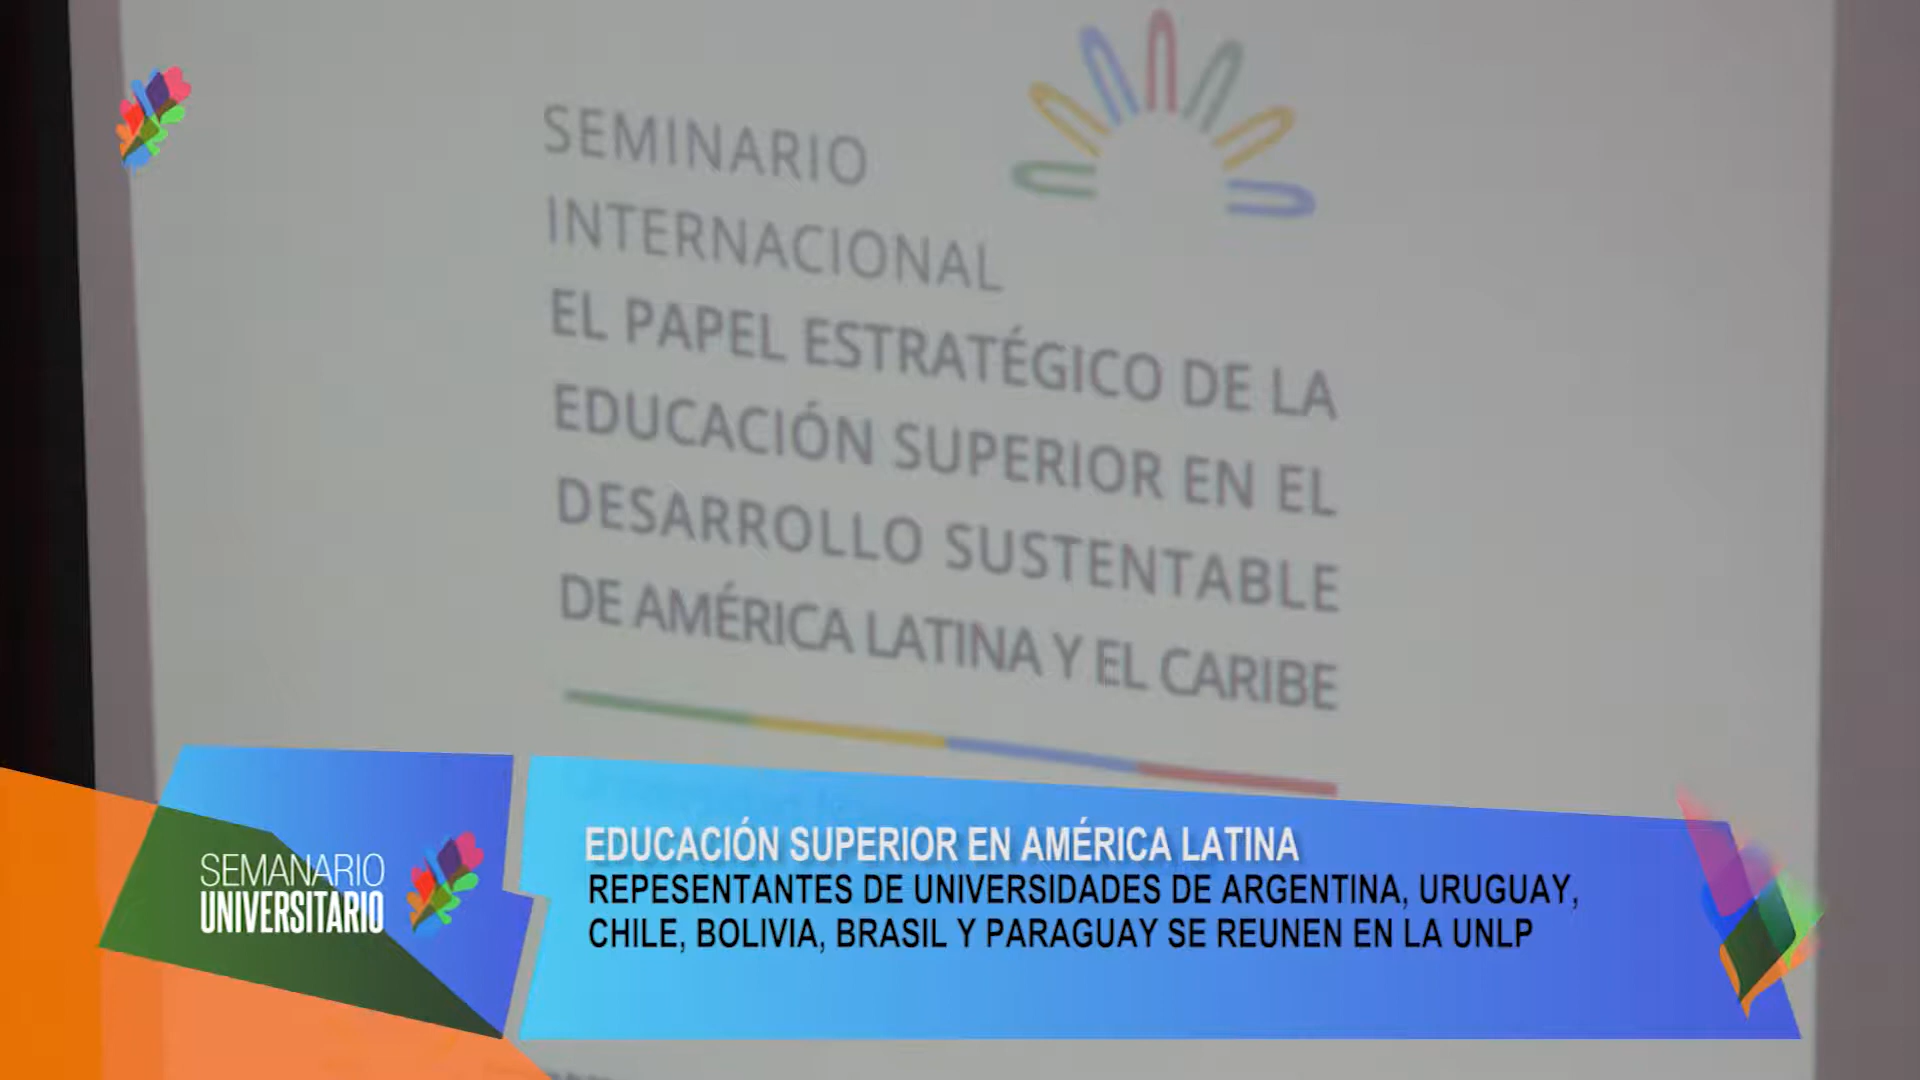 SEMINARIO
INTERNACIONAL
EL PAPEL ESTRATÉGICO DE LA
EDUCACIÓN SUPERIOR EN EL
DESARROLLO SUSTENTABLE
DE AMÉRICA LATINA Y EL CARIBE
SEMANARIO
UNIVERSITARIO
EDUCACIÓN SUPERIOR EN AMÉRICA LATINA
REPESENTANTES DE UNIVERSIDADES DE ARGENTINA, URUGUAY,
CHILE, BOLIVIA, BRASIL Y PARAGUAY SE REUNEN EN LA UNLP